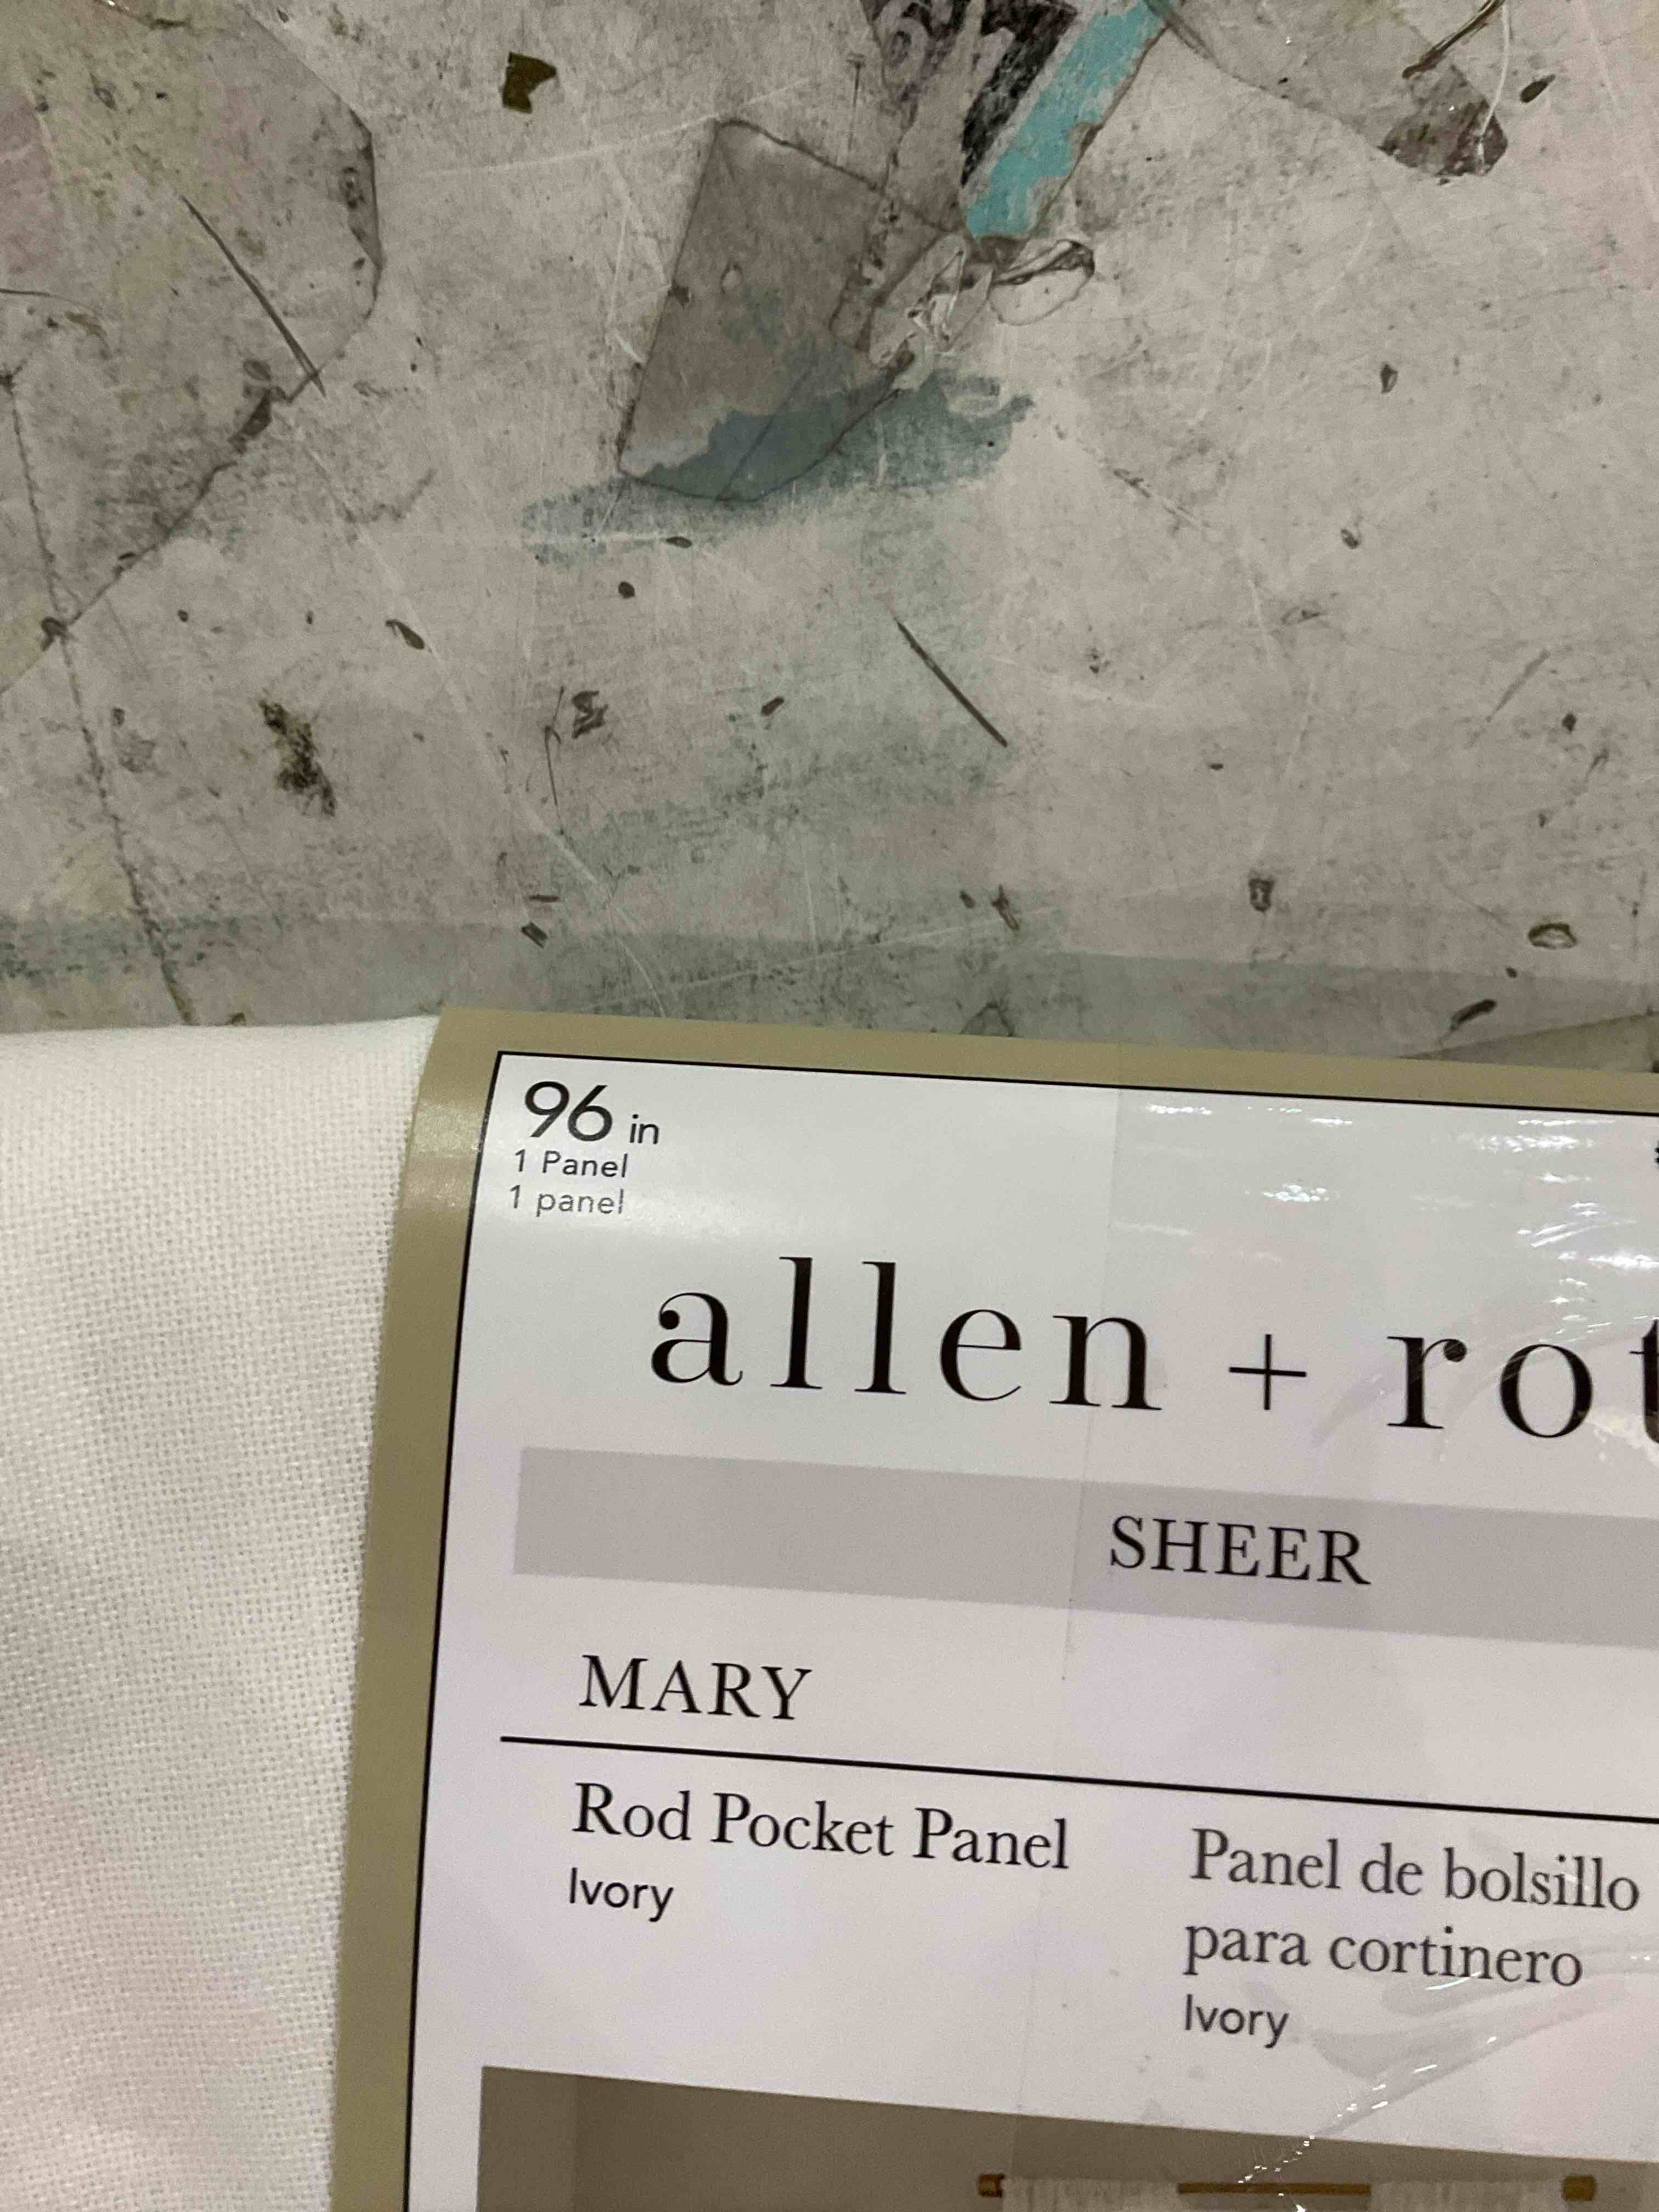 96 in
1 Panel
1 panel
allen + rot
SHEER
MARY
Rod Pocket Panel
Ivory
Panel de bolsillo
para cortinero
Ivory